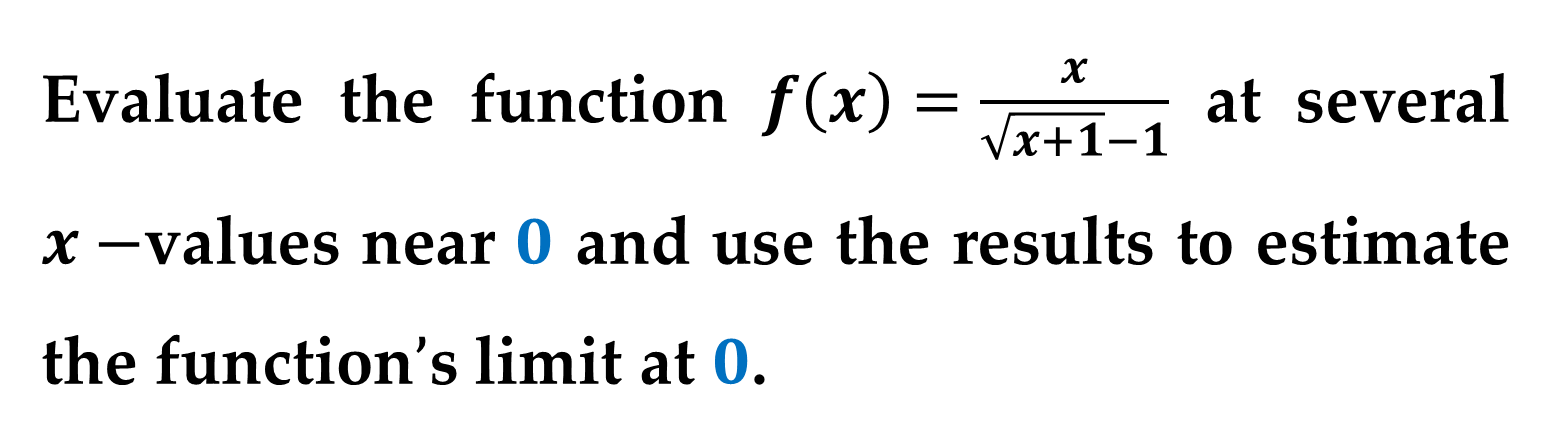 Evaluate the function f(x) = x / (√(x+1)−1) at several
x −values near 0 and use the results to estimate
the function's limit at 0.